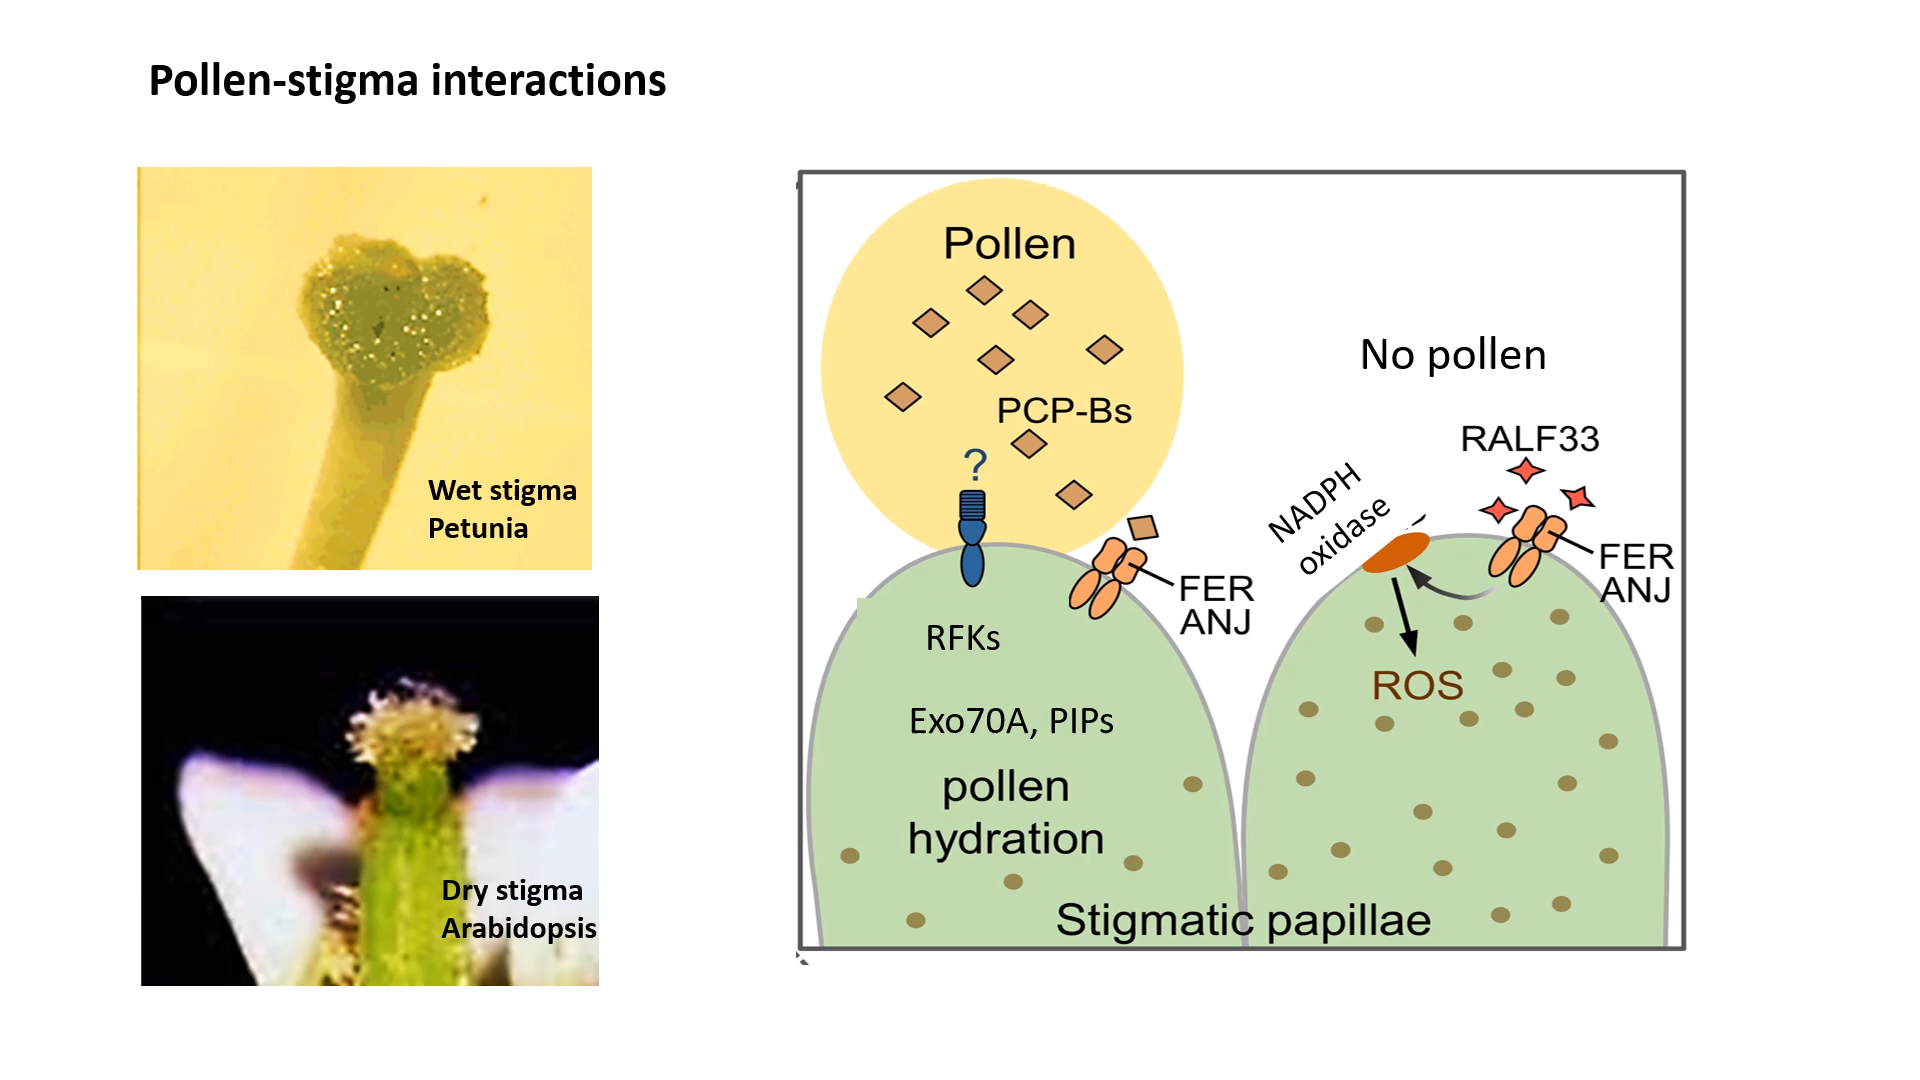 Pollen-stigma interactions
Wet stigma
Petunia
Dry stigma
Arabidopsis
Pollen
PCP-Bs
?
FER
ANJ
RFKs
Exo70A, PIPs
pollen
hydration
No pollen
RALF33
NADPH
oxidase
FER
ANJ
ROS
Stigmatic papillae